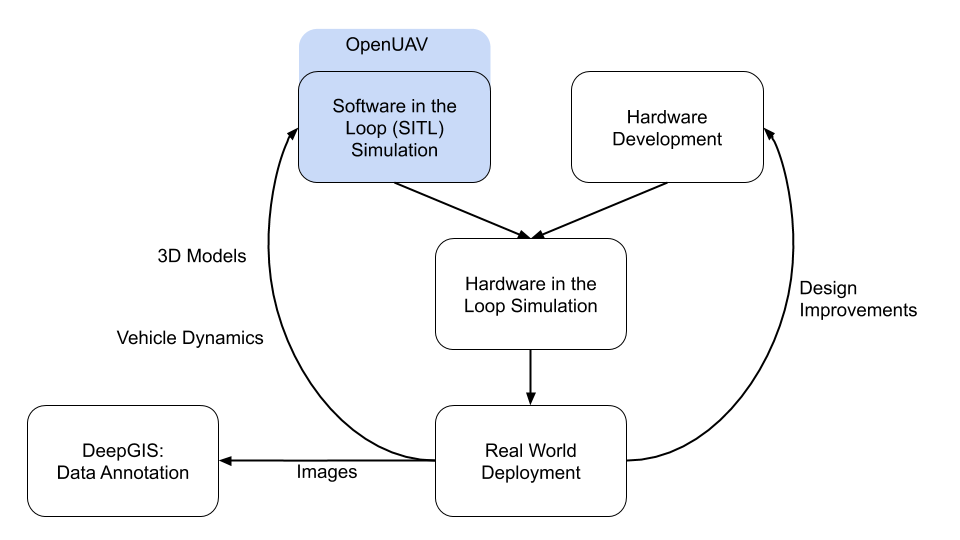 OpenUAV
Software in the
Loop (SITL)
Simulation
Hardware
Development
3D Models
Hardware in the
Loop Simulation
Design
Improvements
Vehicle Dynamics
DeepGIS:
Data Annotation
Images
Real World
Deployment